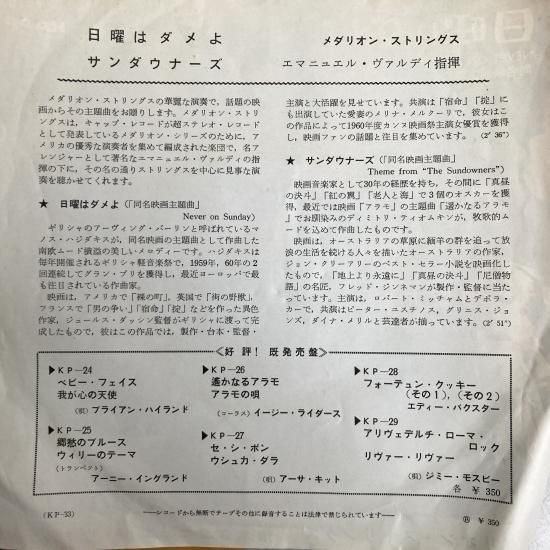 日曜はダメよ
サンダウナーズ
メダリオン・ストリングス
エマニュエル・ヴァルディ指揮
メダリオン・ストリングスの華麗な演奏で，話題の映
画からその主題曲をお贈りします。メダリオン・ストリ
ングスは，キャップ・レコードが超ステレオ・レコード
として発表しているメダリオン・シリーズのために，ア
メリカの優秀な演奏者を集めて編成された楽団で，名ア
レンジャーとして著名なエマニュエル・ヴァルディの指
揮の下に，その名の通りストリングスを中心に見事な演
奏を聴かせてくれます。
★ 日曜はダメよ（「同名映画主題曲」
Never on Sunday）
ギリシャのアーヴィング・バーリンと呼ばれているマ
ノス・ハジダキスが，同名映画の主題曲として作曲した
南欧ムード横溢の美しいメロデーです。ハジダキスは
毎年開催されるギリシャ軽音楽祭で，1959年，60年の2
回連続してグラン・プリを獲得し，最近ヨーロッパで最
も注目されている作曲家。
映画は，アメリカで「裸の町」，英国で「街の野獣」，
フランスで「男の争い」，「宿命」「掟」などを作った異色
作家，ジュールス・ダッシン監督がギリシャに渡って完
成したもので，彼はこの作品では，製作・台本・監督・
主演と大活躍を見せています。共演は「宿命」「掟」にも
も出演していた愛妻のメリナ・メルクーリで，彼女はこ
の作品によって1960年度カンヌ映画祭主演女優賞を獲得
し，映画ファンの話題と注目を集めています。（2′36″）
★ サンダウナーズ（「同名映画主題曲」
Theme from "The Sundowners"）
映画音楽家として30年の経歴を持ち，その間に「真昼
の決斗」「紅の翼」「老人と海」で3個のオスカーを獲
得，最近では映画「アラモ」の主題曲「遥かなるアラモ」
でお馴染みのディミトリ・ティオムキンが，牧歌的ムー
ドを込めて作曲したものです。
映画は，オーストラリアの草原に緬羊の群を追って放
浪の生活を続ける人々を描いたオーストラリアの作家，
ジョン・クリアリーのベスト・セラー小説を映画化し
たもので，「地上より永遠に」「真昼の決斗」「尼僧物
語」の名匠，フレッド・ジンネマンが製作・監督に当た
っています。主演は，ロバート・ミッチャムとデボラ・
カーで，共演はピーター・ユスチノス，グリニス・ジョ
ンズ，ダイナ・メリルと芸達者が揃っています。（2′51″）
《好評！既発売盤》
▶KP-24
ベビー・フェイス
我が心の天使
（唄）ブライアン・ハイランド
▶KP-25
郷愁のブルース
ウィリーのテーマ
（トランペット）
アーニー・イングランド
▶KP-26
遥かなるアラモ
アラモの唄
（コーラス）イージー・ライダース
▶KP-27
セ・シ・ボン
ウシュカ・ダラ
（唄）アーサ・キット
▶KP-28
フォーテュン・クッキー
（その1），（その2）
エディー・バクスター
▶KP-29
アリヴェデルチ・ローマ・
ロック
リヴァー・リヴァー
（唄）ジミー・モスビー
各 ￥350
（KP-33）
――レコードから無断でテープその他に録音することは法律で禁じられています――
￥350